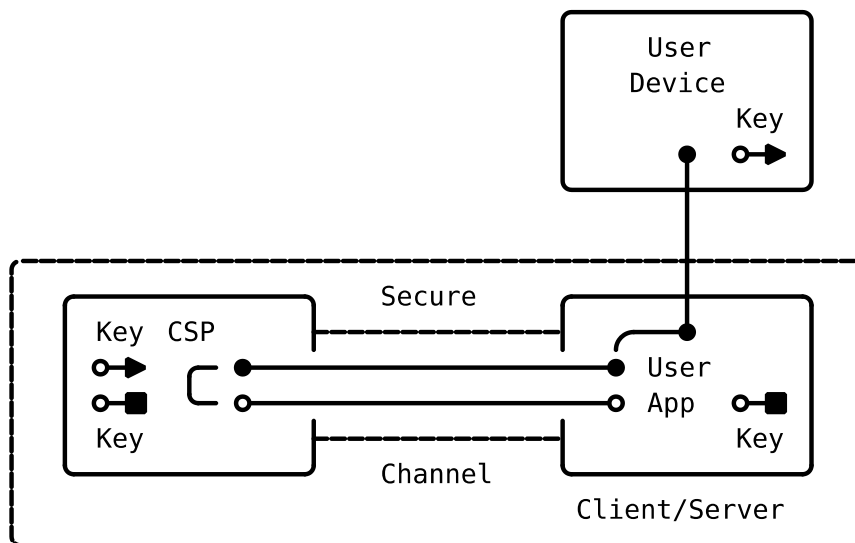 User
Device
Key
Secure
Key CSP
User
App
Key
Key
Channel
Client/Server